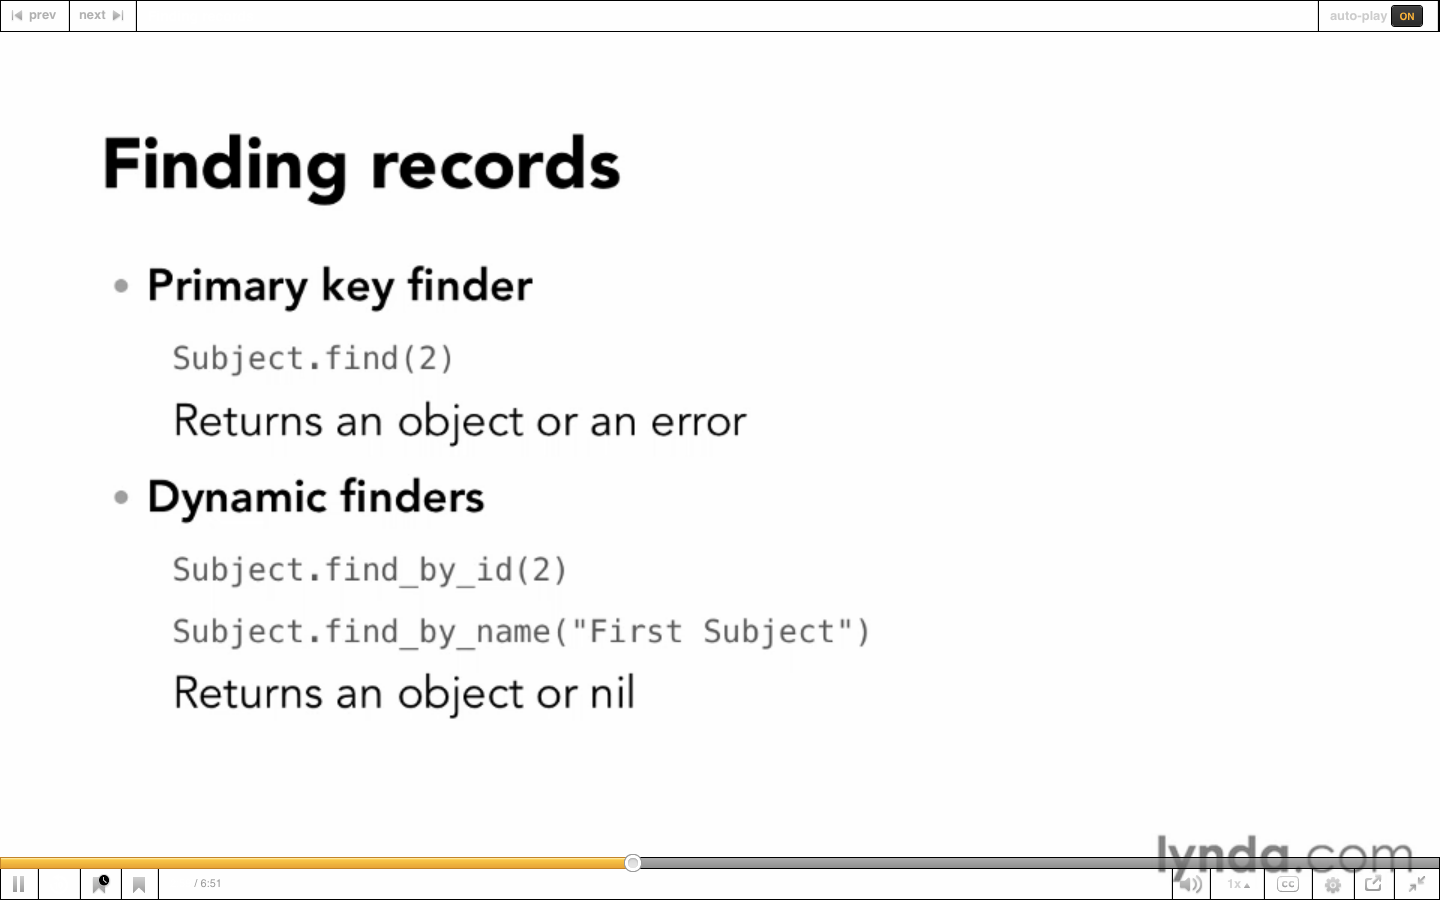 prev next auto-play ON
Finding records
• Primary key finder
Subject.find(2)
Returns an object or an error
• Dynamic finders
Subject.find_by_id(2)
Subject.find_by_name("First Subject")
Returns an object or nil
lynda.com
/ 6:51 1x CC